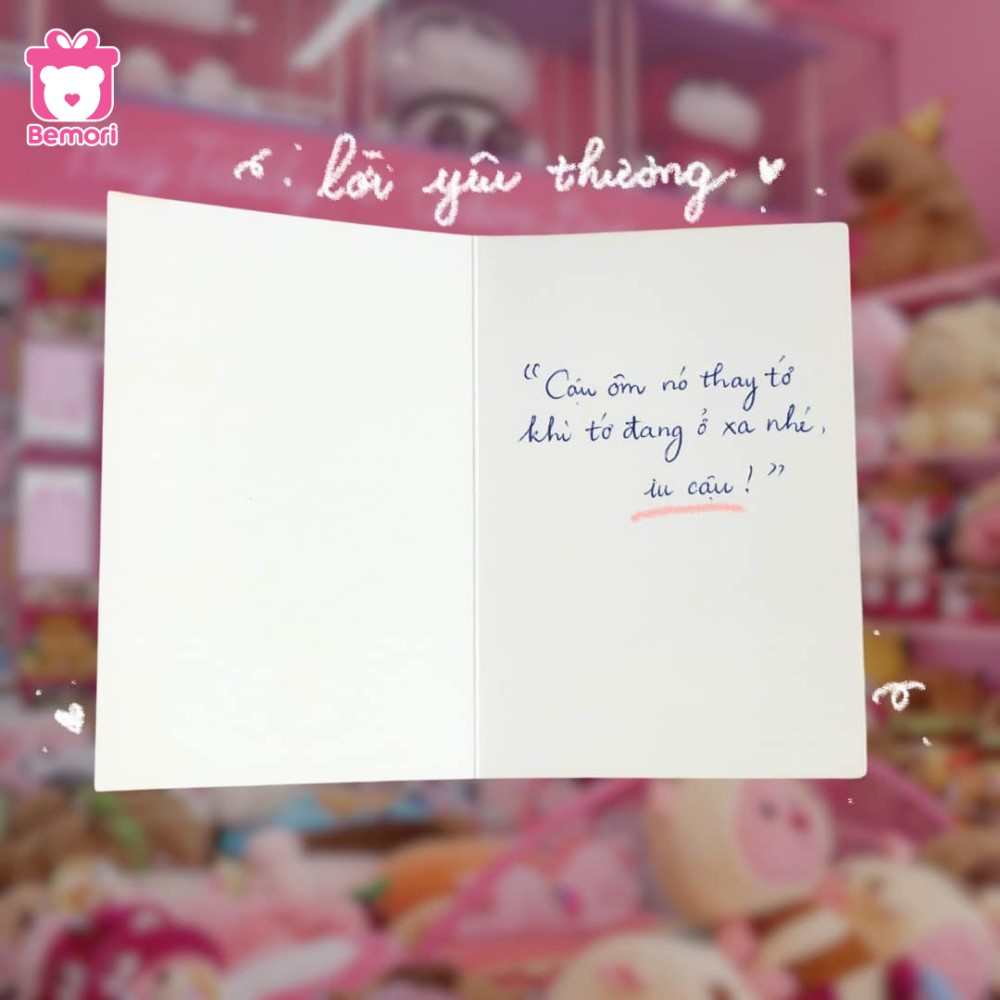 Bemori
lời yêu thương
“Cậu ôm nó thay tớ
khi tớ đang ở xa nhé,
iu cậu!”